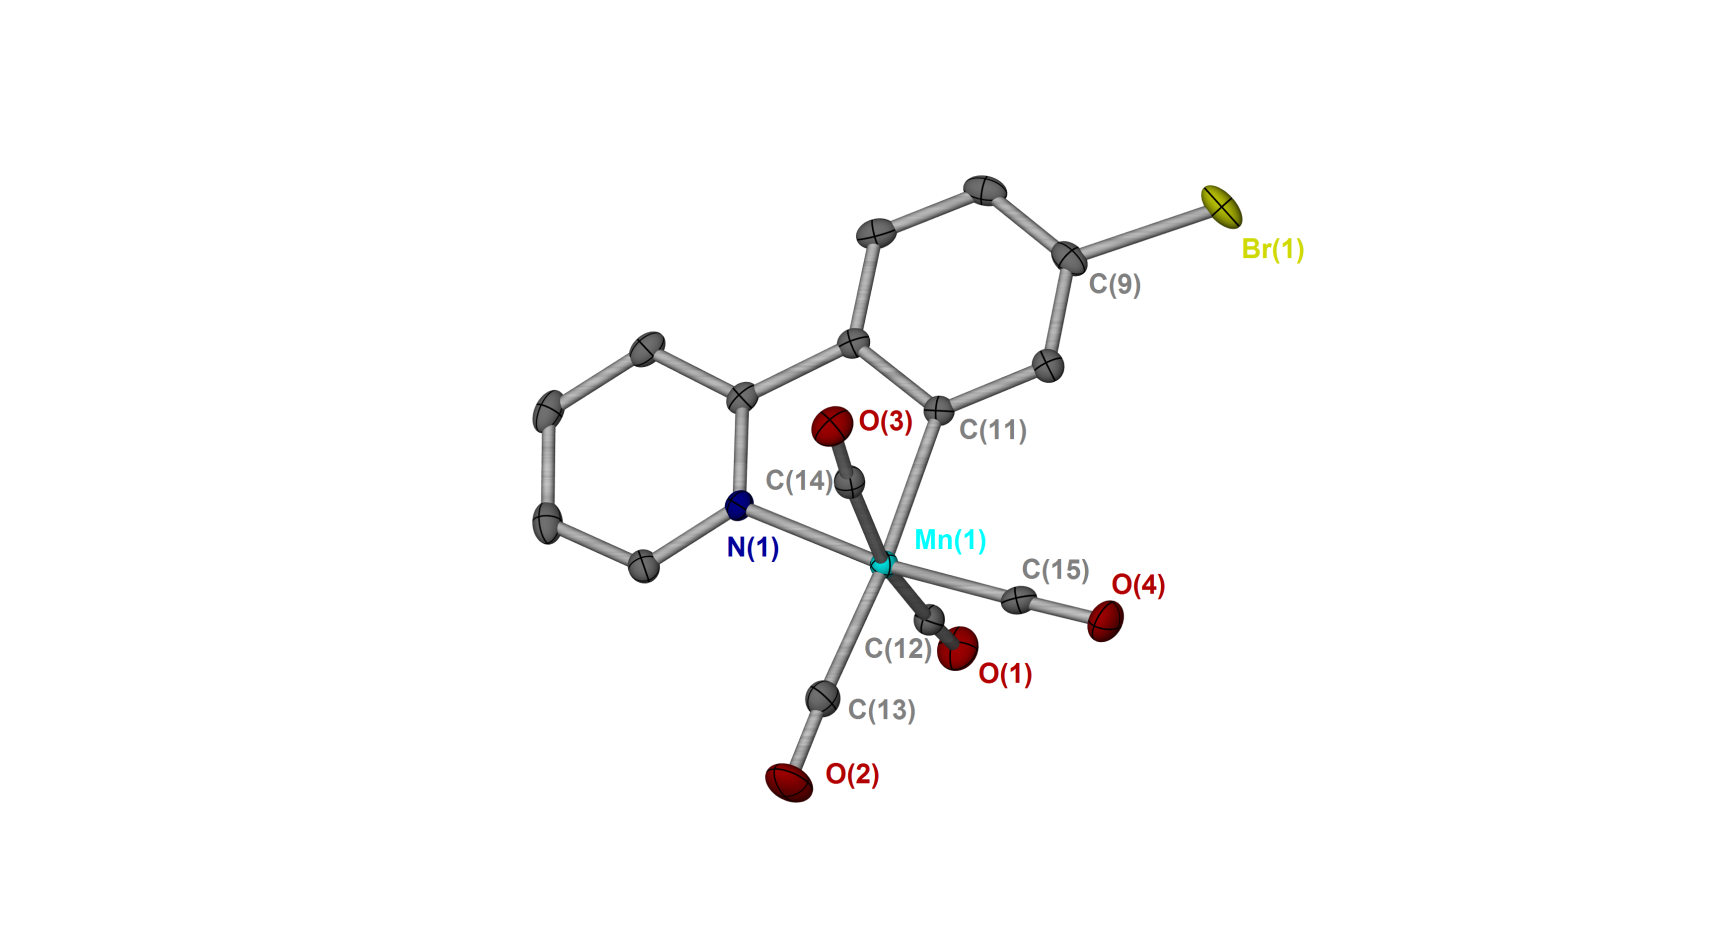 Br(1)
C(9)
O(3)
C(11)
C(14)
Mn(1)
N(1)
C(15)
O(4)
C(12)
O(1)
C(13)
O(2)